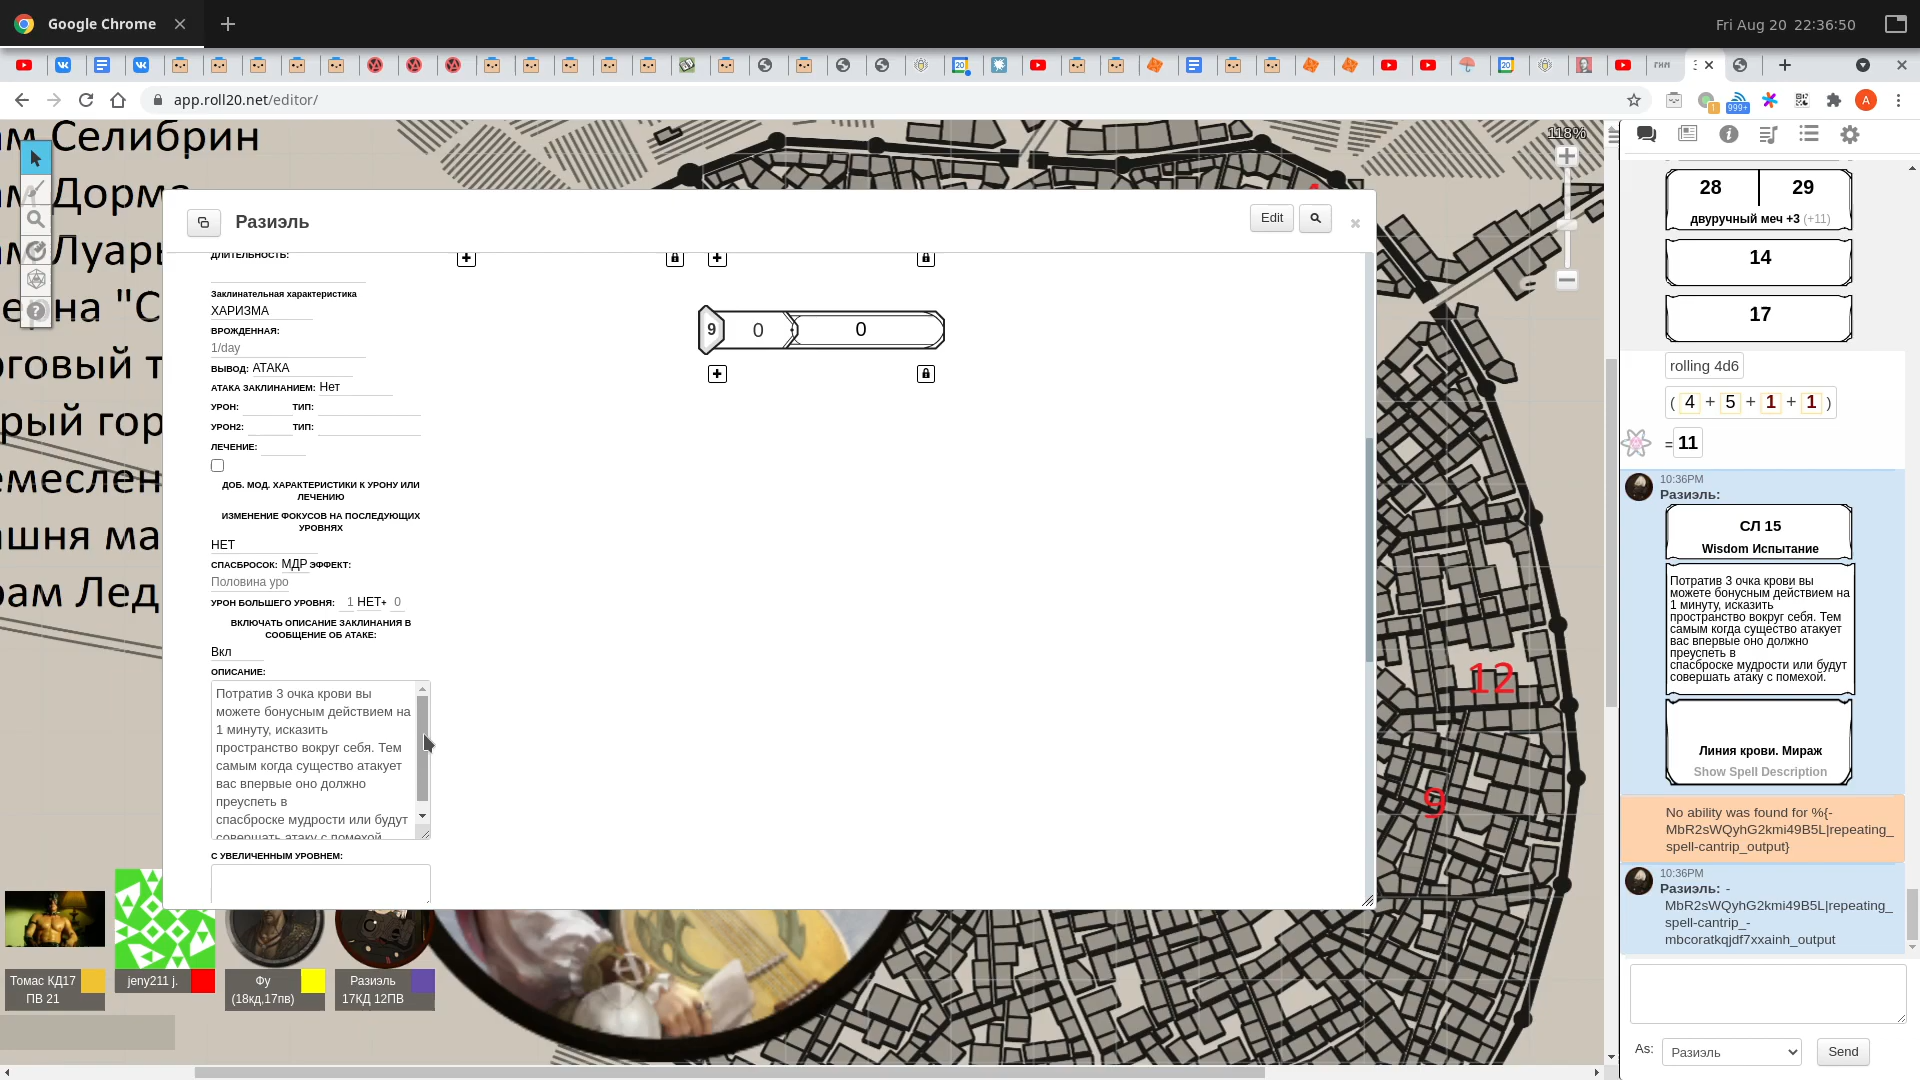 Google Chrome
Fri Aug 20 22:36:50
app.roll20.net/editor/
ам Селибрин
ам Дорма
ерна "С
рговый т
рый гор
емеслен
ашня ма
рам Лед
118%
12
9
Разиэль
Edit
ДЛИТЕЛЬНОСТЬ:
Заклинательная характеристика
ХАРИЗМА
ВРОЖДЕННАЯ:
1/day
ВЫВОД: АТАКА
АТАКА ЗАКЛИНАНИЕМ: Нет
УРОН: ТИП:
УРОН2: ТИП:
ЛЕЧЕНИЕ:
ДОБ. МОД. ХАРАКТЕРИСТИКИ К УРОНУ ИЛИ
ЛЕЧЕНИЮ
ИЗМЕНЕНИЕ ФОКУСОВ НА ПОСЛЕДУЮЩИХ
УРОВНЯХ
НЕТ
СПАСБРОСОК: МДР ЭФФЕКТ:
Половина уро
УРОН БОЛЬШЕГО УРОВНЯ: 1 НЕТ+ 0
ВКЛЮЧАТЬ ОПИСАНИЕ ЗАКЛИНАНИЯ В
СООБЩЕНИЕ ОБ АТАКЕ:
Вкл
ОПИСАНИЕ:
Потратив 3 очка крови вы
можете бонусным действием на
1 минуту, исказить
пространство вокруг себя. Тем
самым когда существо атакует
вас впервые оно должно
преуспеть в
спасброске мудрости или будут
совершать атаку с помехой.
С УВЕЛИЧЕННЫМ УРОВНЕМ:
9 0 0
28 29
двуручный меч +3 (+11)
14
17
rolling 4d6
( 4 + 5 + 1 + 1 )
= 11
10:36PM
Разиэль:
СЛ 15
Wisdom Испытание
Потратив 3 очка крови вы
можете бонусным действием на
1 минуту, исказить
пространство вокруг себя. Тем
самым когда существо атакует
вас впервые оно должно
преуспеть в
спасброске мудрости или будут
совершать атаку с помехой.
Линия крови. Мираж
Show Spell Description
No ability was found for %{-
MbR2sWQyhG2kmi49B5L|repeating_
spell-cantrip_output}
10:36PM
Разиэль: -
MbR2sWQyhG2kmi49B5L|repeating_
spell-cantrip_-
mbcoratkqjdf7xxainh_output
As: Разиэль Send
Томас КД17
ПВ 21
jeny211 j.
Фу
(18кд,17пв)
Разиэль
17КД 12ПВ